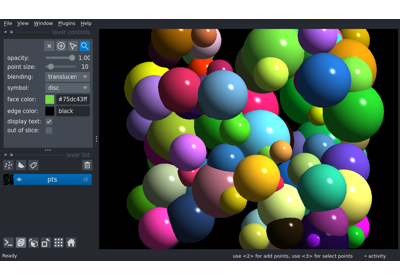 File View Window Plugins Help
layer controls
opacity: 1.00
point size: 10
blending: translucen
symbol: disc
face color: #75dc43ff
edge color: black
display text:
out of slice:
layer list
pts
Ready use <2> for add points, use <3> for select points activity